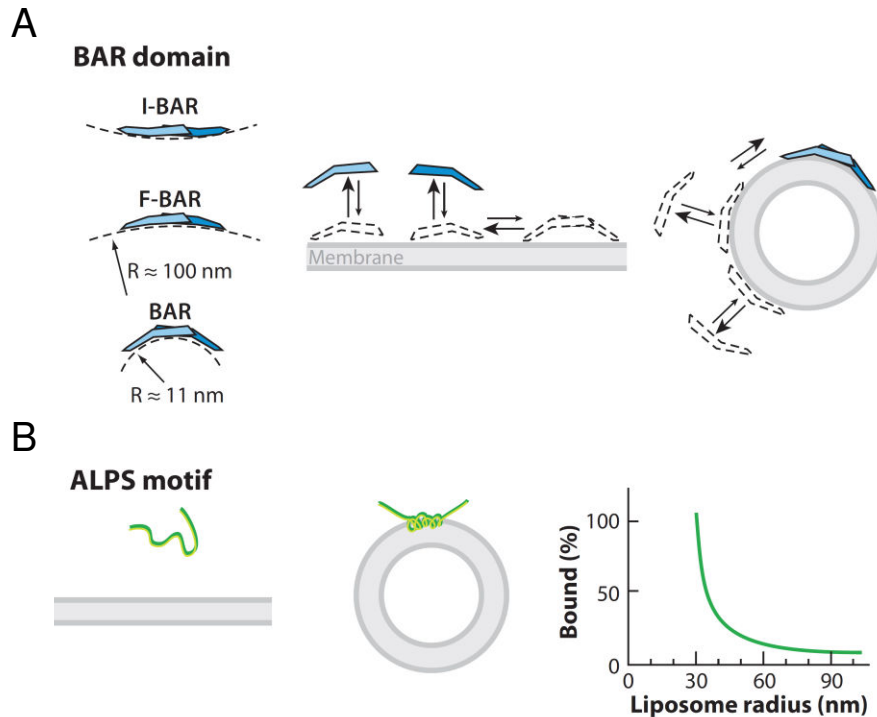 A
BAR domain
I-BAR
F-BAR
R ≈ 100 nm
BAR
R ≈ 11 nm
Membrane
B
ALPS motif
Bound (%)
100
50
0
0
30
60
90
Liposome radius (nm)